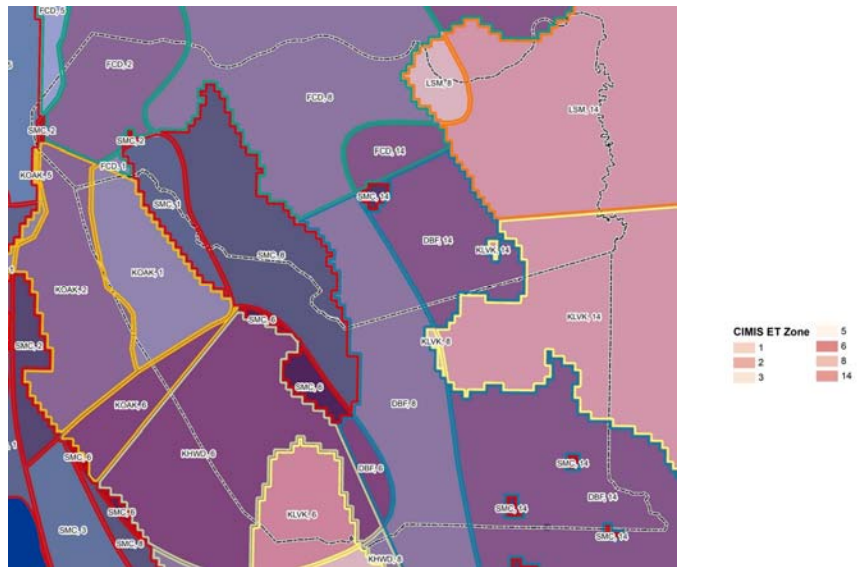 FCD, 5
FCD, 2
FCD, 8
LSM, 8
LSM, 14
SMC, 2
SMC, 2
FCD, 14
KOAK, 5
FCD, 1
SMC, 1
SMC, 14
DBF, 14
KLVK, 14
SMC, 8
KOAK, 1
KOAK, 2
SMC, 6
KLVK, 14
SMC, 2
KLVK, 8
SMC, 6
KOAK, 6
DBF, 8
KHWD, 6
SMC, 6
DBF, 6
SMC, 14
SMC, 6
KLVK, 6
SMC, 14
DBF, 14
SMC, 3
SMC, 8
SMC, 14
KHWD, 8
CIMIS ET Zone
1
2
3
5
6
8
14